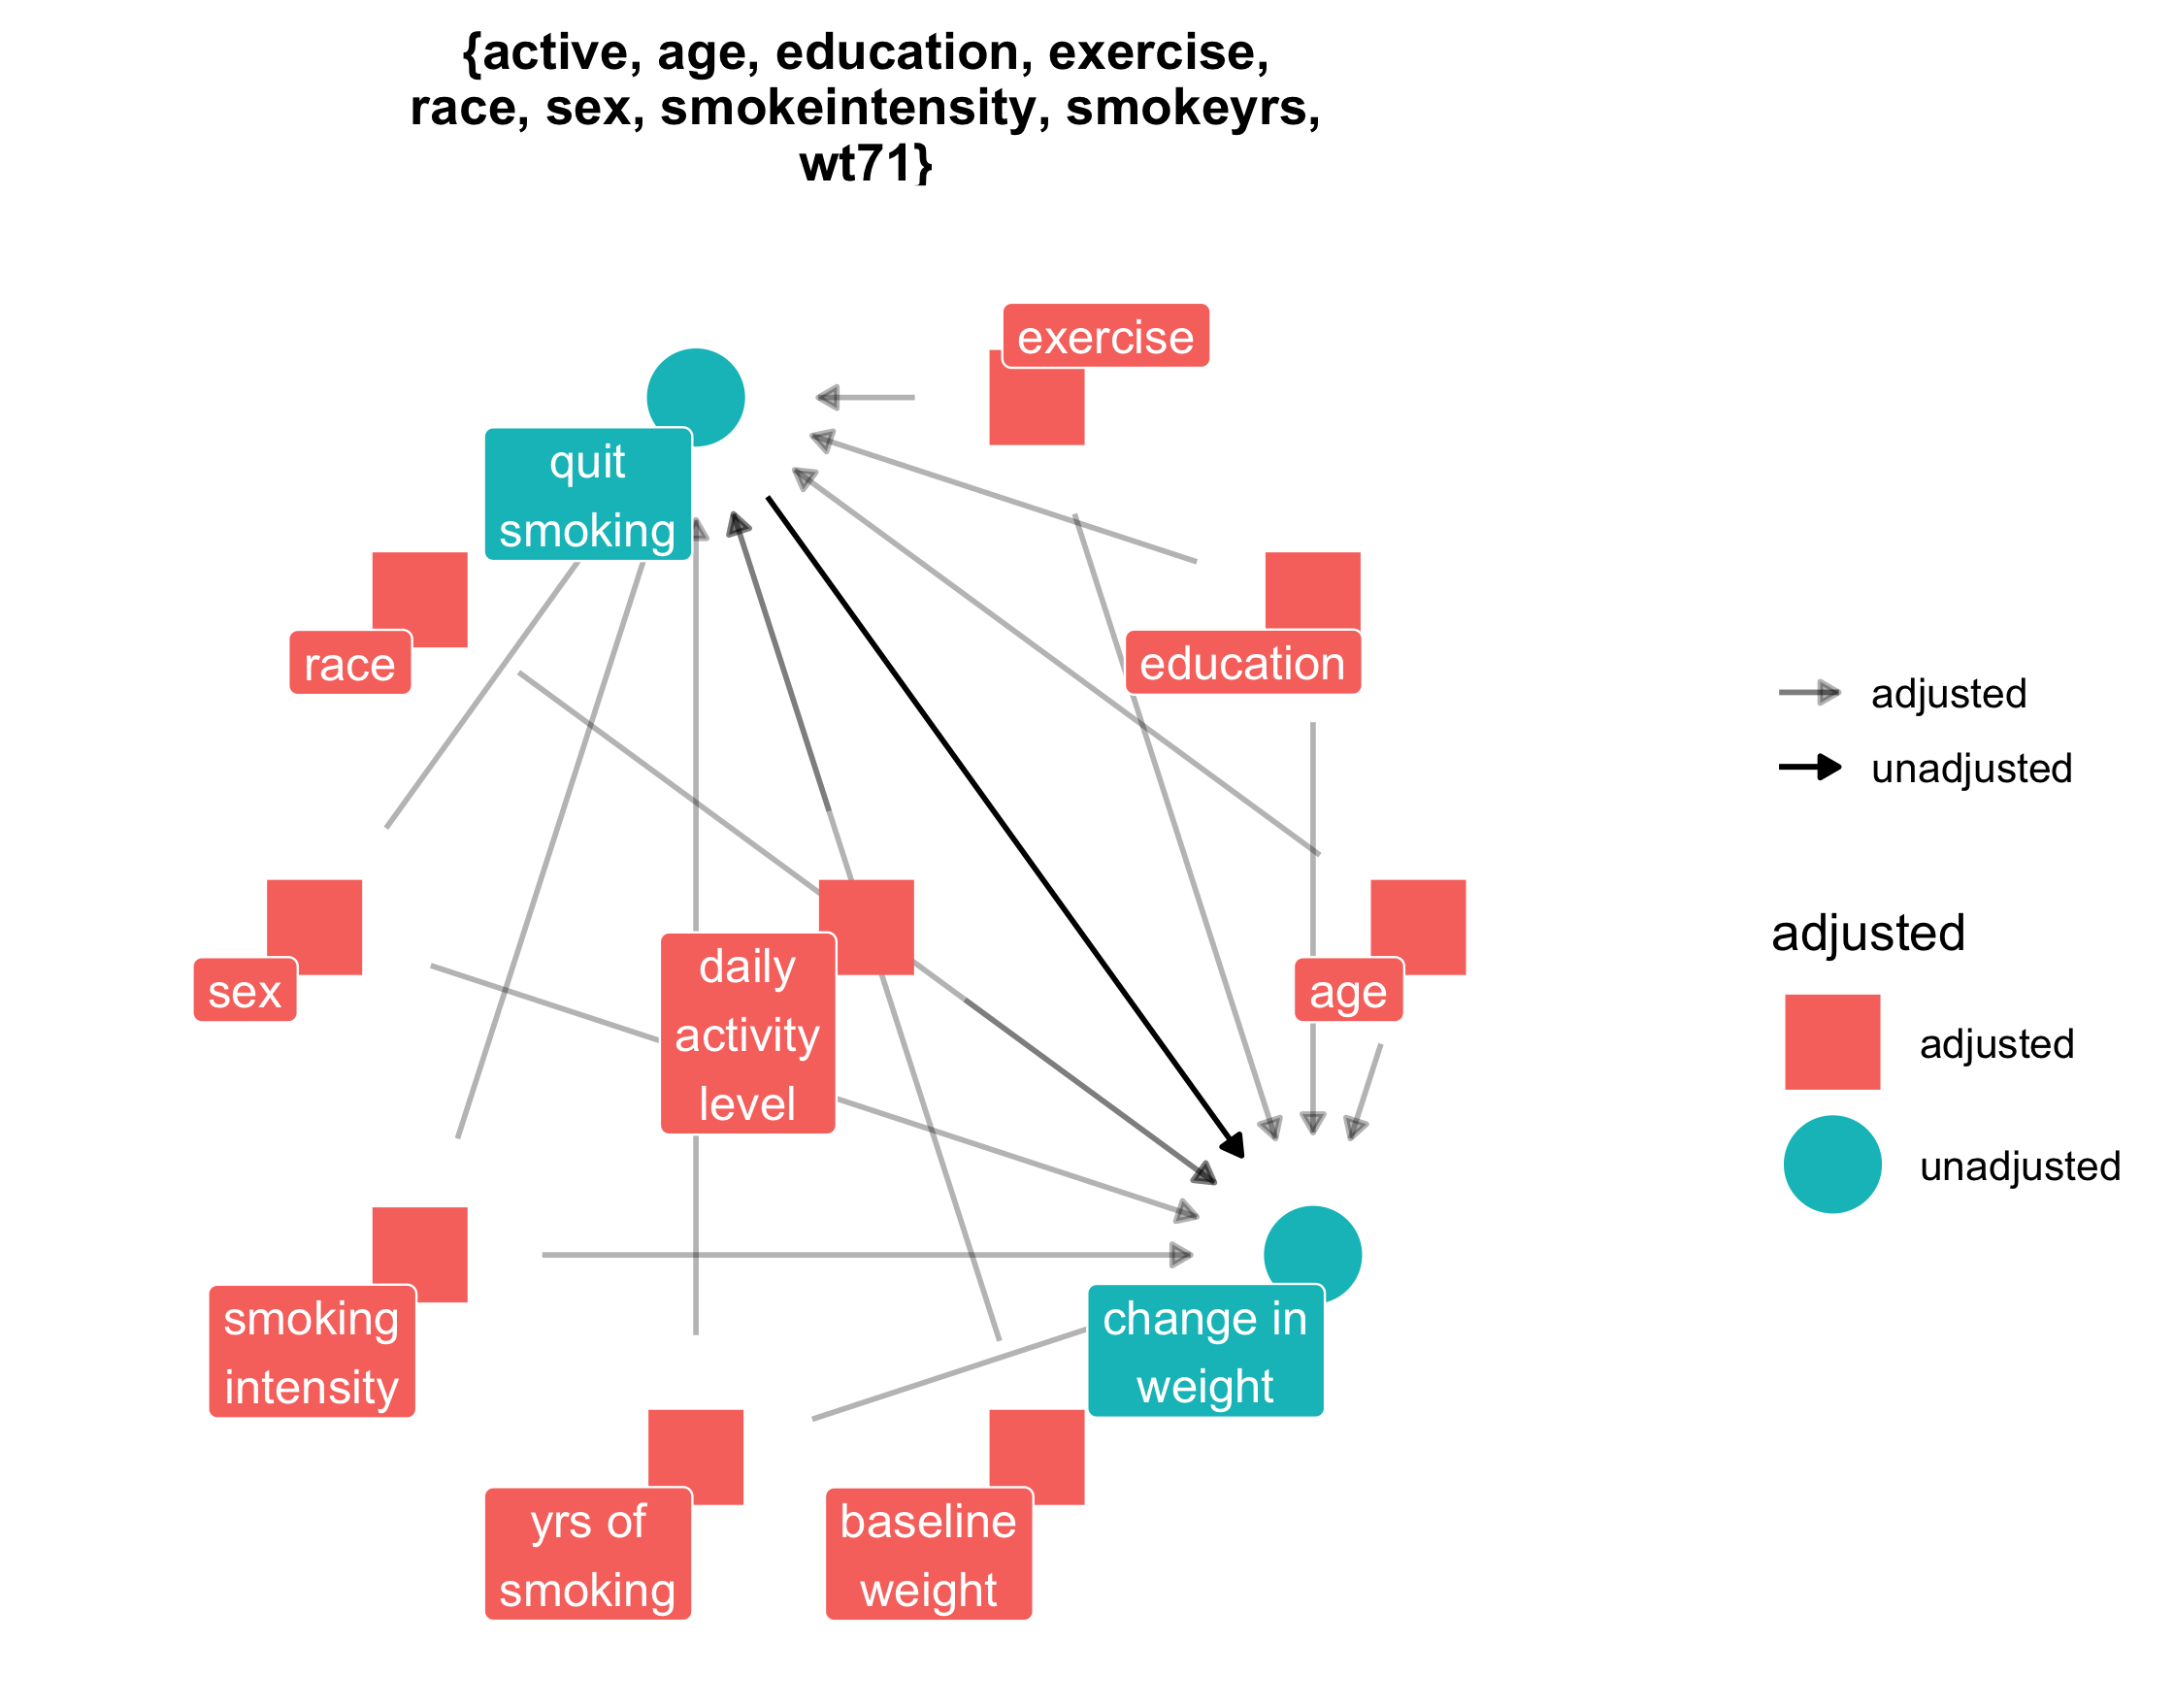 {active, age, education, exercise,
race, sex, smokeintensity, smokeyrs,
wt71}
exercise
quit
smoking
race
education
adjusted
unadjusted
daily
activity
level
sex
age
adjusted
adjusted
unadjusted
smoking
intensity
change in
weight
yrs of
smoking
baseline
weight